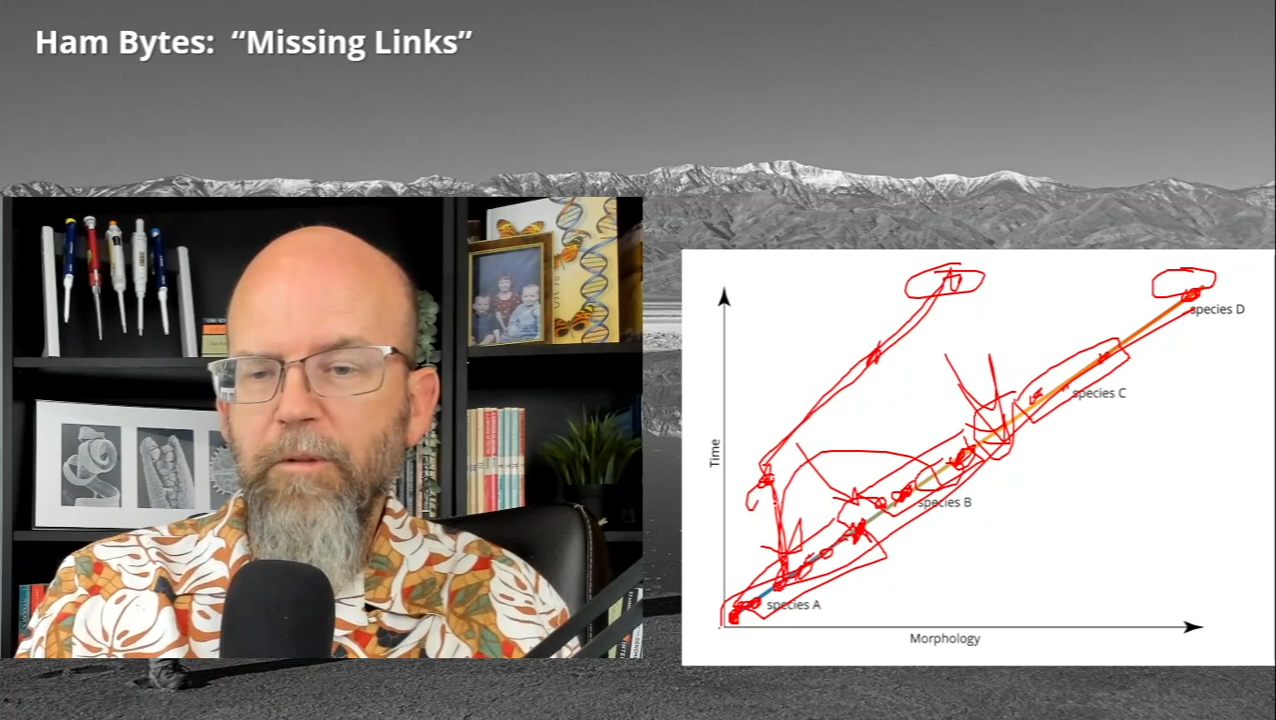 Ham Bytes: “Missing Links”
species D
species C
Time
species B
species A
Morphology